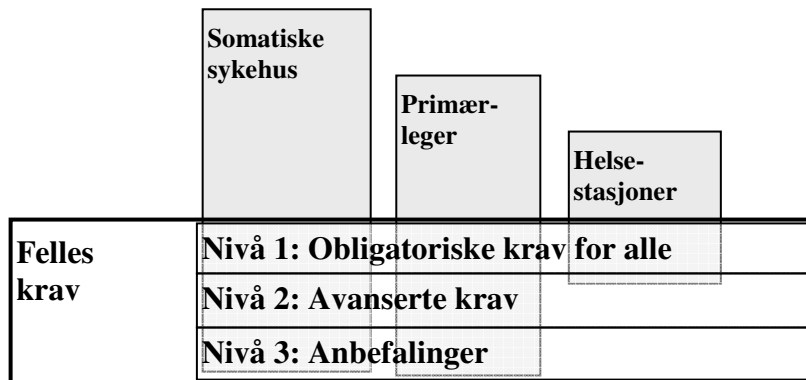 Somatiske
sykehus
Primær-
leger
Helse-
stasjoner
Felles
krav
Nivå 1: Obligatoriske krav for alle
Nivå 2: Avanserte krav
Nivå 3: Anbefalinger